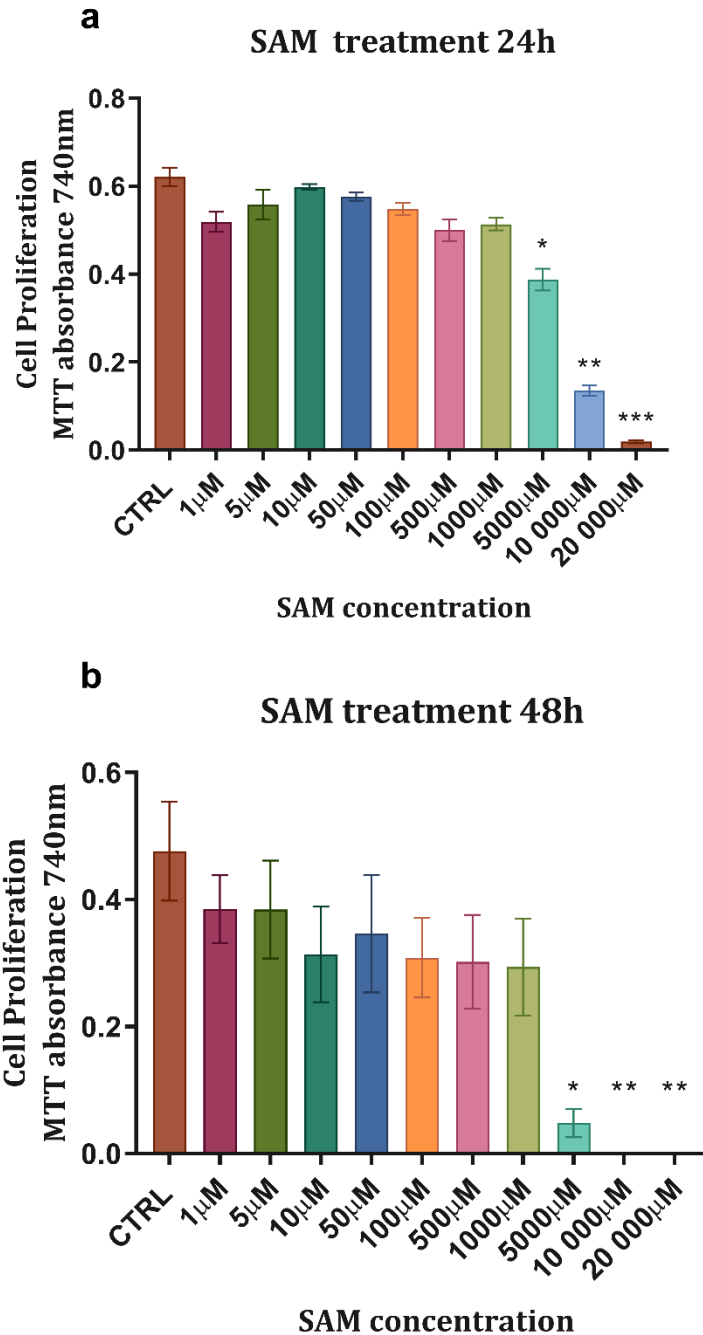 a
SAM treatment 24h
Cell Proliferation
MTT absorbance 740nm
0.8
0.6
0.4
0.2
0.0
*
**
***
CTRL
1μM
5μM
10μM
50μM
100μM
500μM
1000μM
5000μM
10 000μM
20 000μM
SAM concentration
b
SAM treatment 48h
Cell Proliferation
MTT absorbance 740nm
0.6
0.4
0.2
0.0
*
**
**
CTRL
1μM
5μM
10μM
50μM
100μM
500μM
1000μM
5000μM
10 000μM
20 000μM
SAM concentration